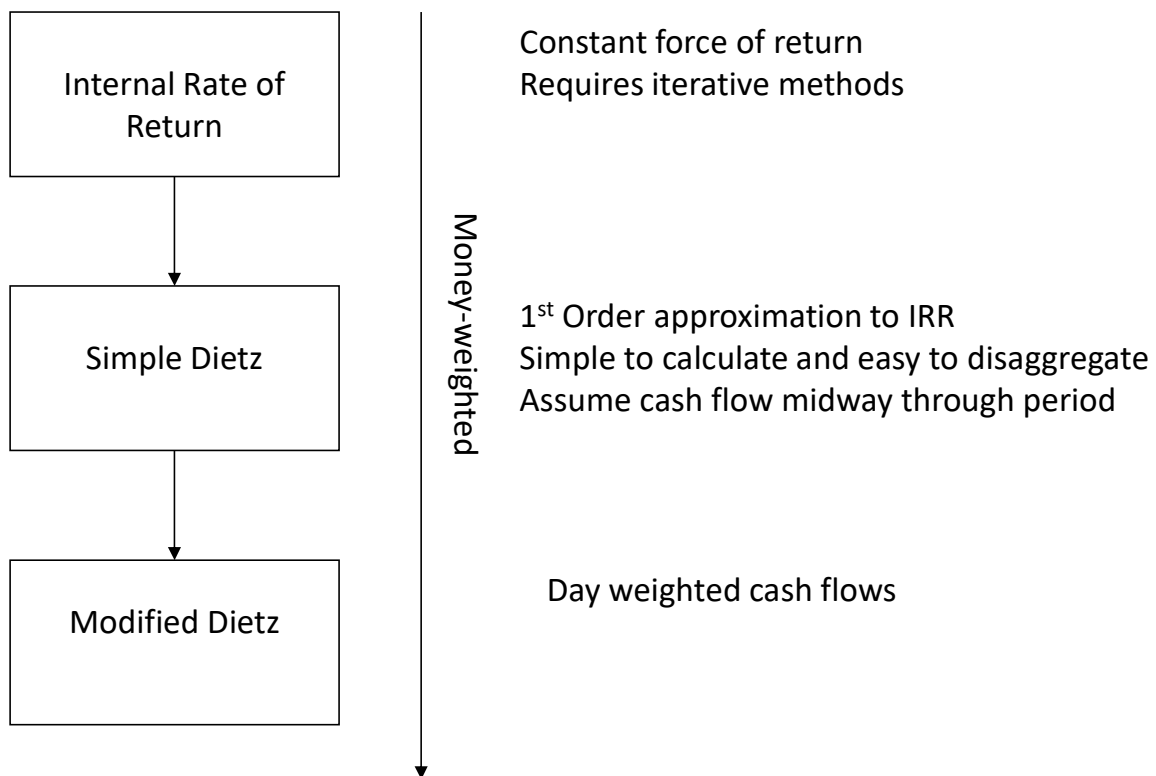 Internal Rate of
Return
Constant force of return
Requires iterative methods
Money-weighted
Simple Dietz
1st Order approximation to IRR
Simple to calculate and easy to disaggregate
Assume cash flow midway through period
Modified Dietz
Day weighted cash flows